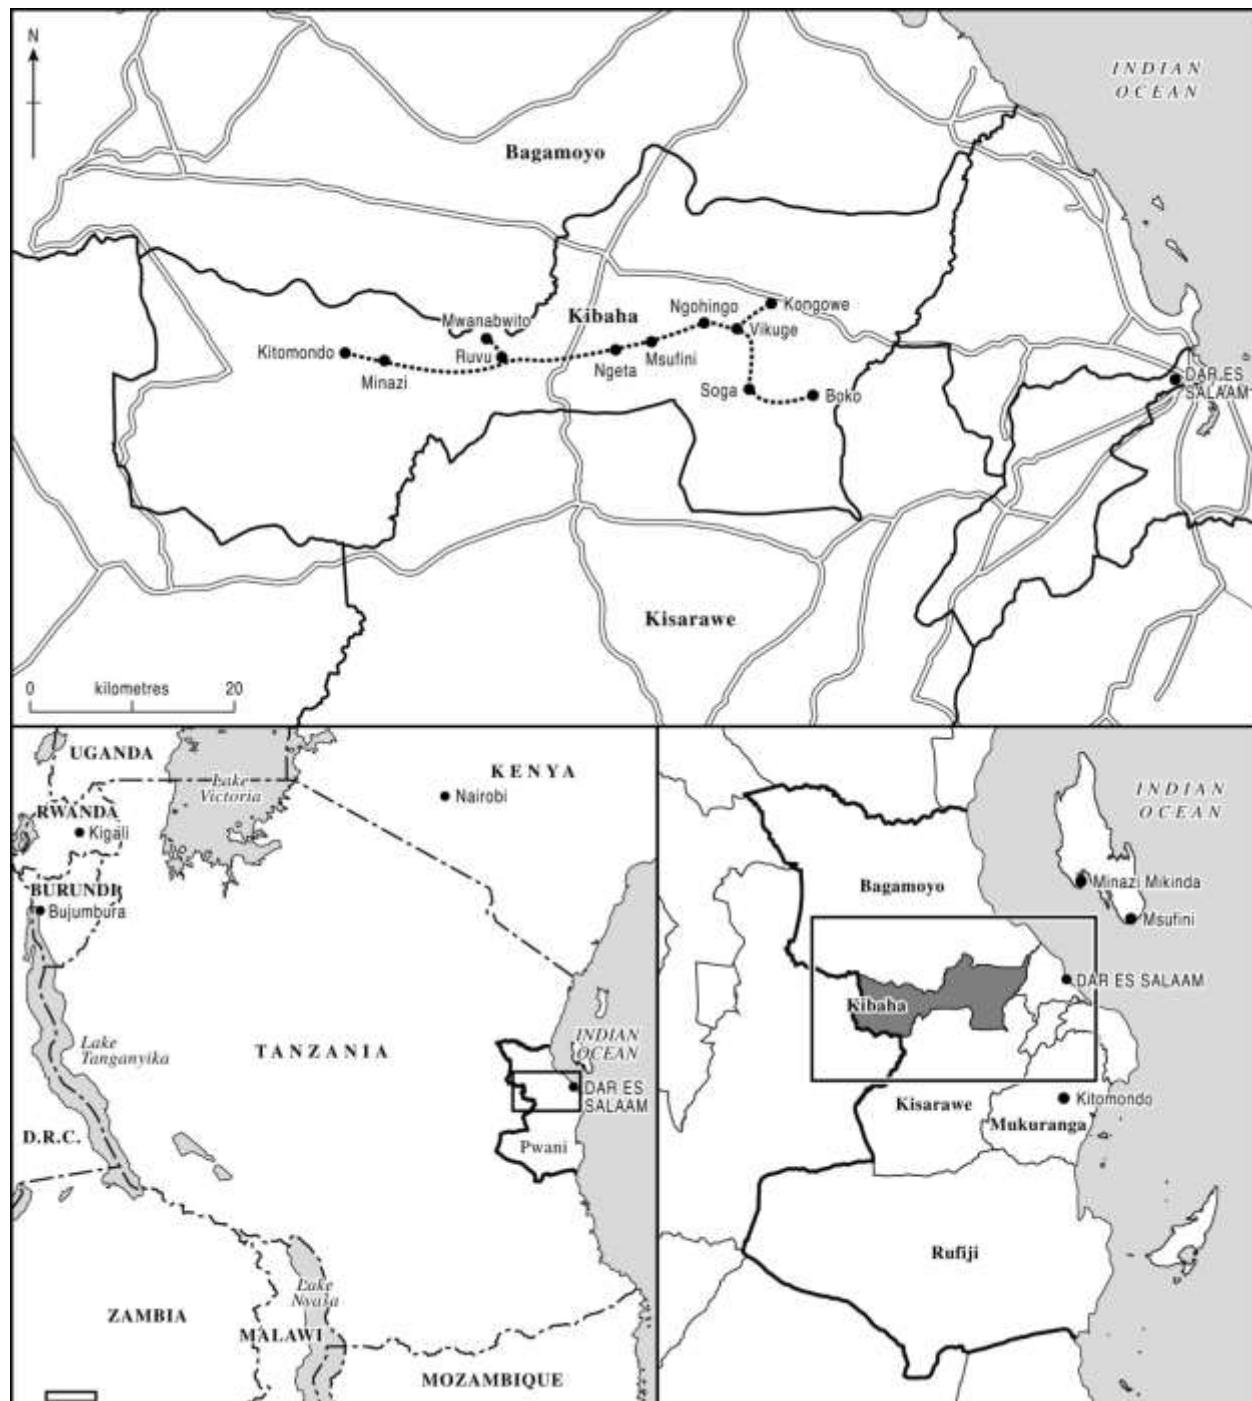 N
INDIAN
OCEAN
Bagamoyo
Ngohingo
Kongowe
Mwanabwito
Kibaha
Vikuge
Kitomondo
Ruvu
Minazi
Ngeta
Msufini
Soga
Boko
DAR ES
SALAAM
Kisarawe
0 kilometres 20
UGANDA
Lake
Victoria
KENYA
Nairobi
RWANDA
Kigali
BURUNDI
Bujumbura
Lake
Tanganyika
TANZANIA
INDIAN
OCEAN
DAR ES
SALAAM
D.R.C.
Pwani
Lake
Nyasa
ZAMBIA
MALAWI
MOZAMBIQUE
INDIAN
OCEAN
Bagamoyo
Minazi Mikinda
Msufini
DAR ES SALAAM
Kibaha
Kisarawe
Kitomondo
Mukuranga
Rufiji